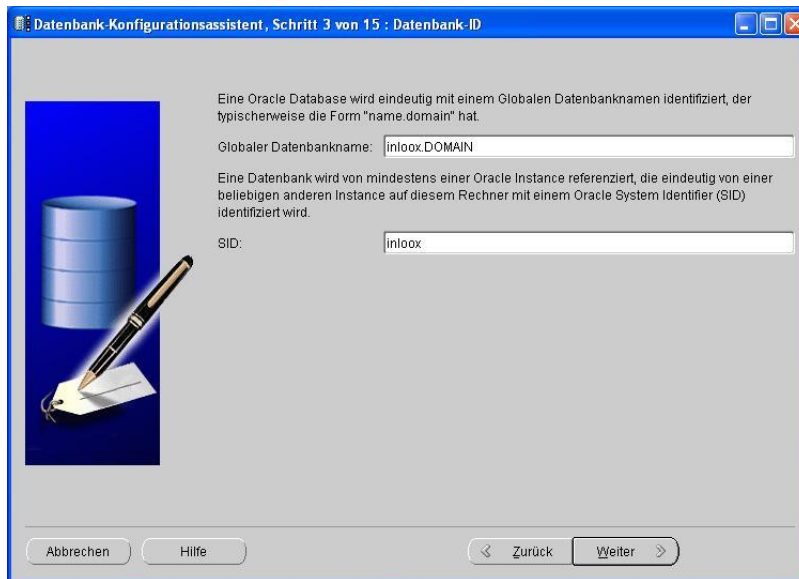 Datenbank-Konfigurationsassistent, Schritt 3 von 15 : Datenbank-ID
Eine Oracle Database wird eindeutig mit einem Globalen Datenbanknamen identifiziert, der
typischerweise die Form "name.domain" hat.
Globaler Datenbankname: inloox.DOMAIN
Eine Datenbank wird von mindestens einer Oracle Instance referenziert, die eindeutig von einer
beliebigen anderen Instance auf diesem Rechner mit einem Oracle System Identifier (SID)
identifiziert wird.
SID: inloox
Abbrechen Hilfe Zurück Weiter